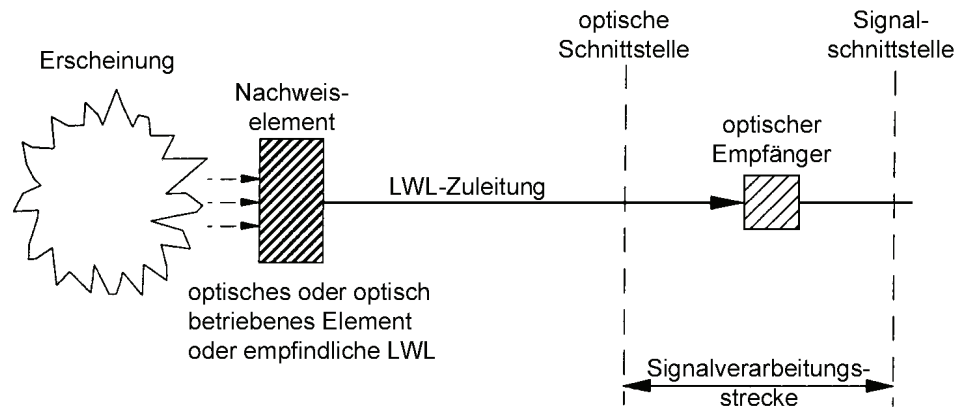 Erscheinung
Nachweis-
element
optisches oder optisch
betriebenes Element
oder empfindliche LWL
LWL-Zuleitung
optische
Schnittstelle
optischer
Empfänger
Signal-
schnittstelle
Signalverarbeitungs-
strecke